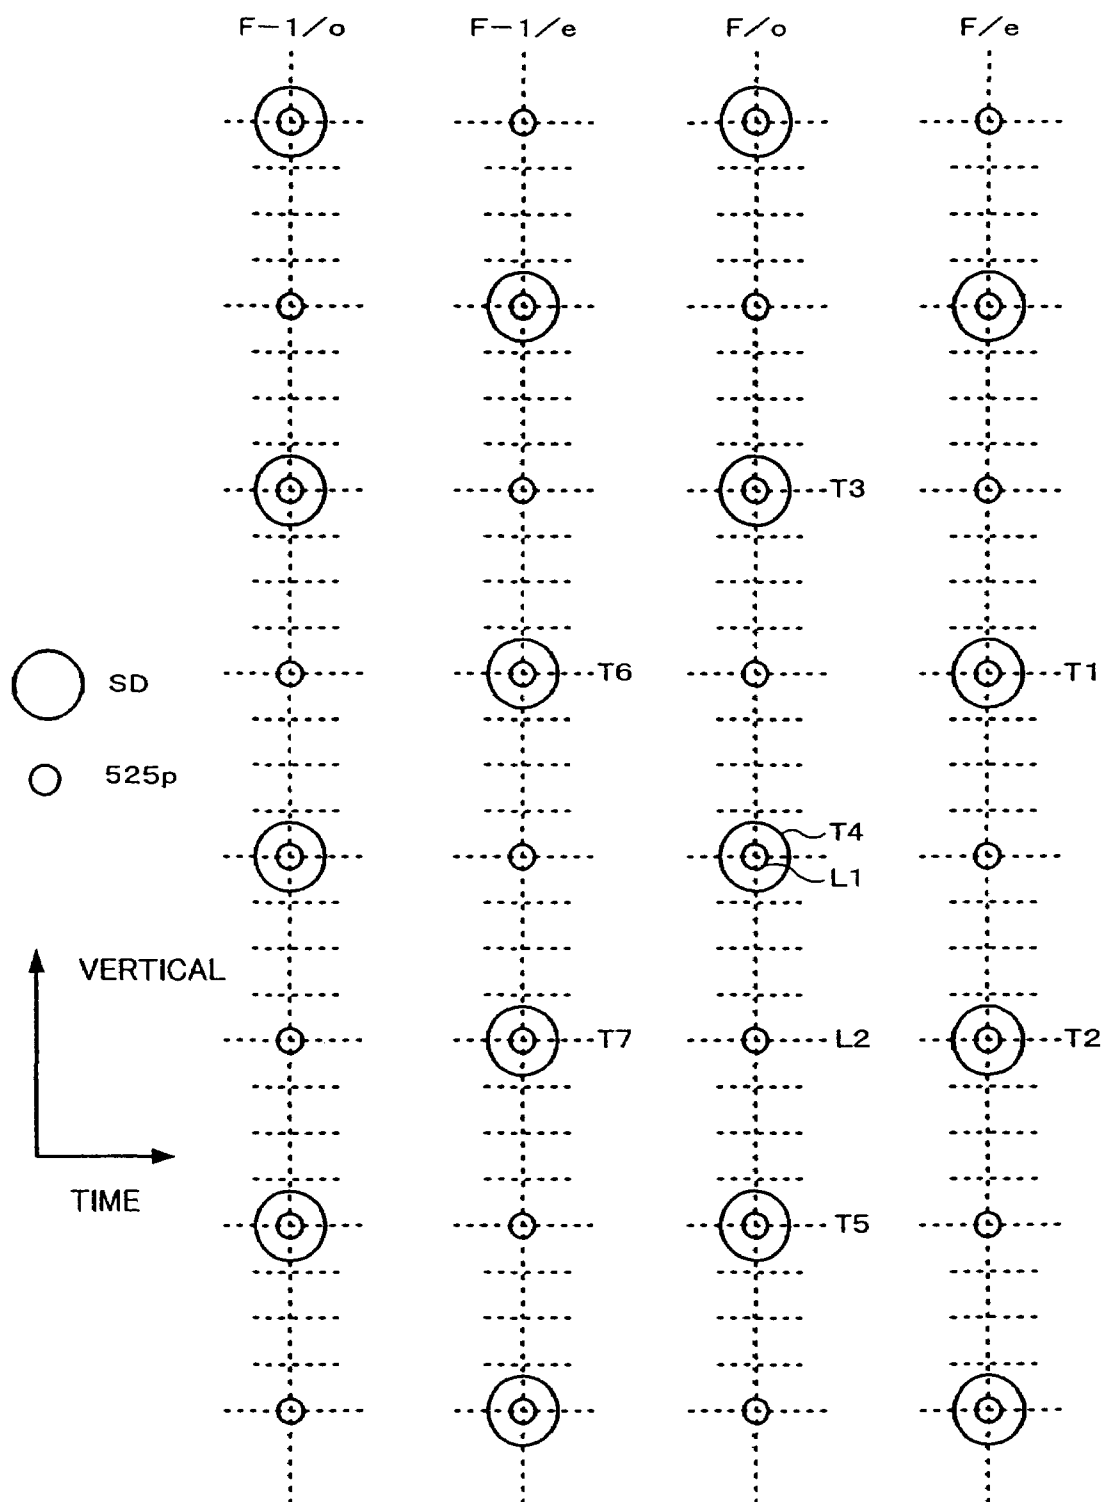 F-1/o F-1/e F/o F/e
T3
T6 T1
SD
525p
T4
L1
VERTICAL
T7 L2 T2
TIME
T5